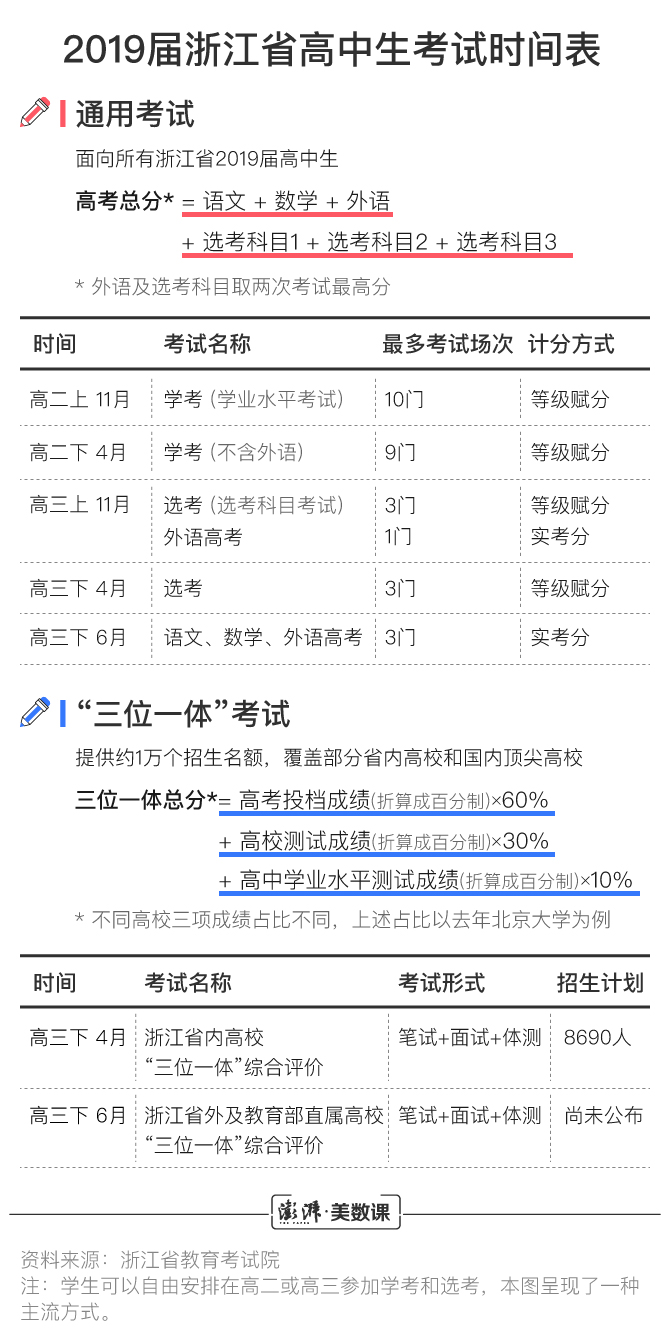 2019届浙江省高中生考试时间表
通用考试
面向所有浙江省2019届高中生
高考总分* = 语文 + 数学 + 外语
+ 选考科目1 + 选考科目2 + 选考科目3
* 外语及选考科目取两次考试最高分
时间 考试名称 最多考试场次 计分方式
高二上 11月 学考 (学业水平考试) 10门 等级赋分
高二下 4月 学考 (不含外语) 9门 等级赋分
高三上 11月 选考 (选考科目考试) 3门 等级赋分
外语高考 1门 实考分
高三下 4月 选考 3门 等级赋分
高三下 6月 语文、数学、外语高考 3门 实考分
“三位一体”考试
提供约1万个招生名额，覆盖部分省内高校和国内顶尖高校
三位一体总分*= 高考投档成绩(折算成百分制)×60%
+ 高校测试成绩(折算成百分制)×30%
+ 高中学业水平测试成绩(折算成百分制)×10%
* 不同高校三项成绩占比不同，上述占比以去年北京大学为例
时间 考试名称 考试形式 招生计划
高三下 4月 浙江省内高校 笔试+面试+体测 8690人
“三位一体”综合评价
高三下 6月 浙江省外及教育部直属高校 笔试+面试+体测 尚未公布
“三位一体”综合评价
澎湃·美数课
资料来源：浙江省教育考试院
注：学生可以自由安排在高二或高三参加学考和选考，本图呈现了一种
主流方式。